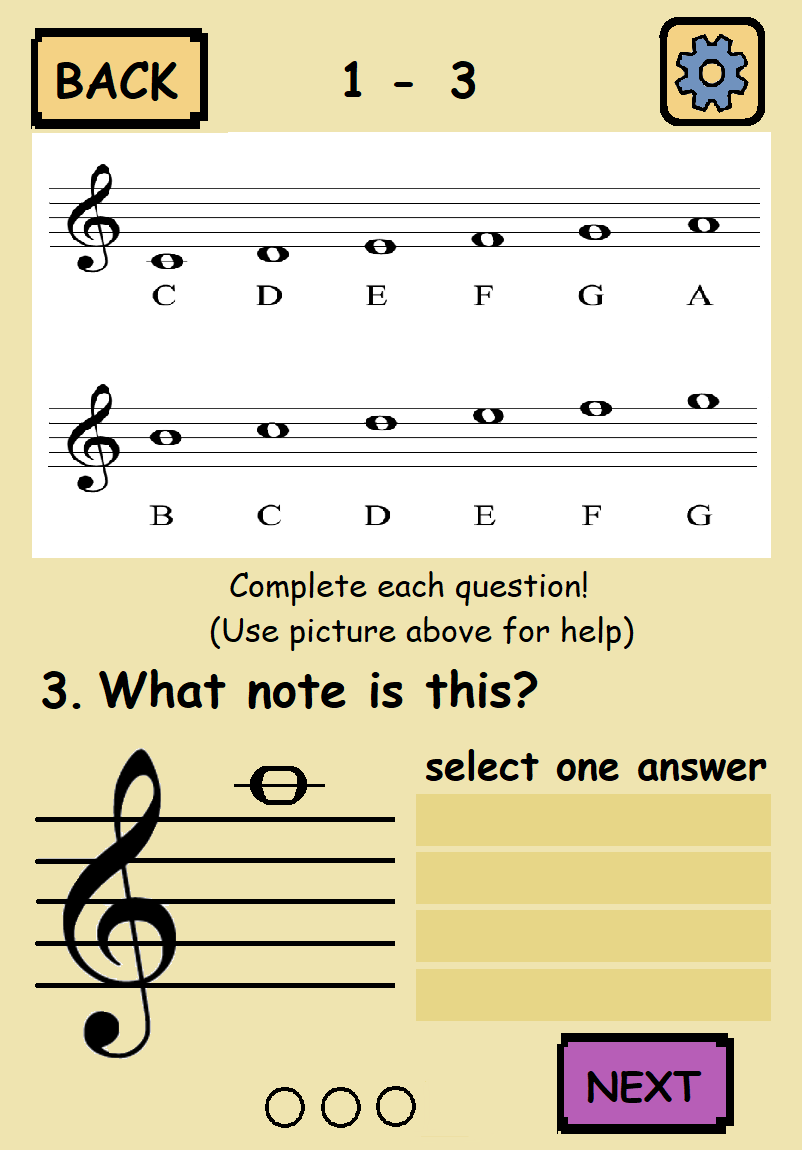 BACK 1 - 3
C D E F G A
B C D E F G
Complete each question!
(Use picture above for help)
3. What note is this?
select one answer
NEXT